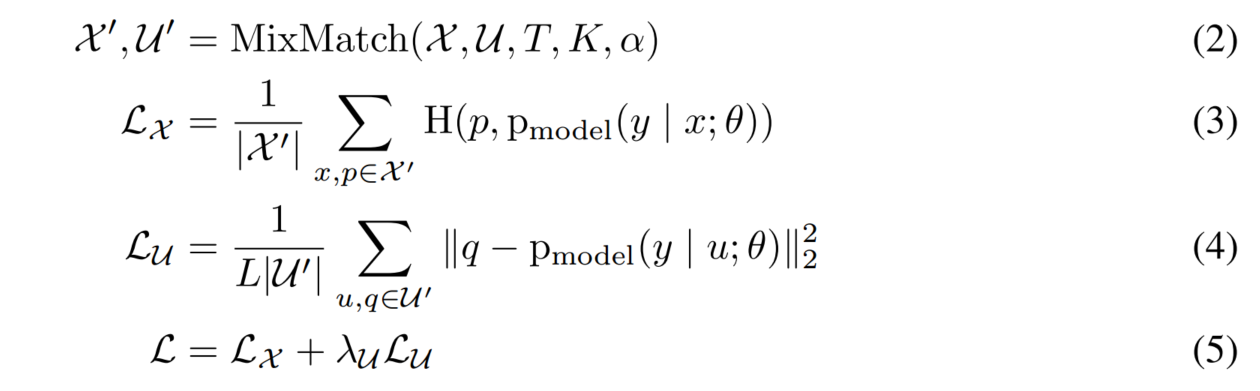 𝒳′, 𝒰′ = MixMatch(𝒳, 𝒰, T, K, α) (2)
ℒ_𝒳 = 1/|𝒳′| ∑_{x,p∈𝒳′} H(p, p_model(y | x; θ)) (3)
ℒ_𝒰 = 1/(L|𝒰′|) ∑_{u,q∈𝒰′} ‖q − p_model(y | u; θ)‖₂² (4)
ℒ = ℒ_𝒳 + λ_𝒰 ℒ_𝒰 (5)